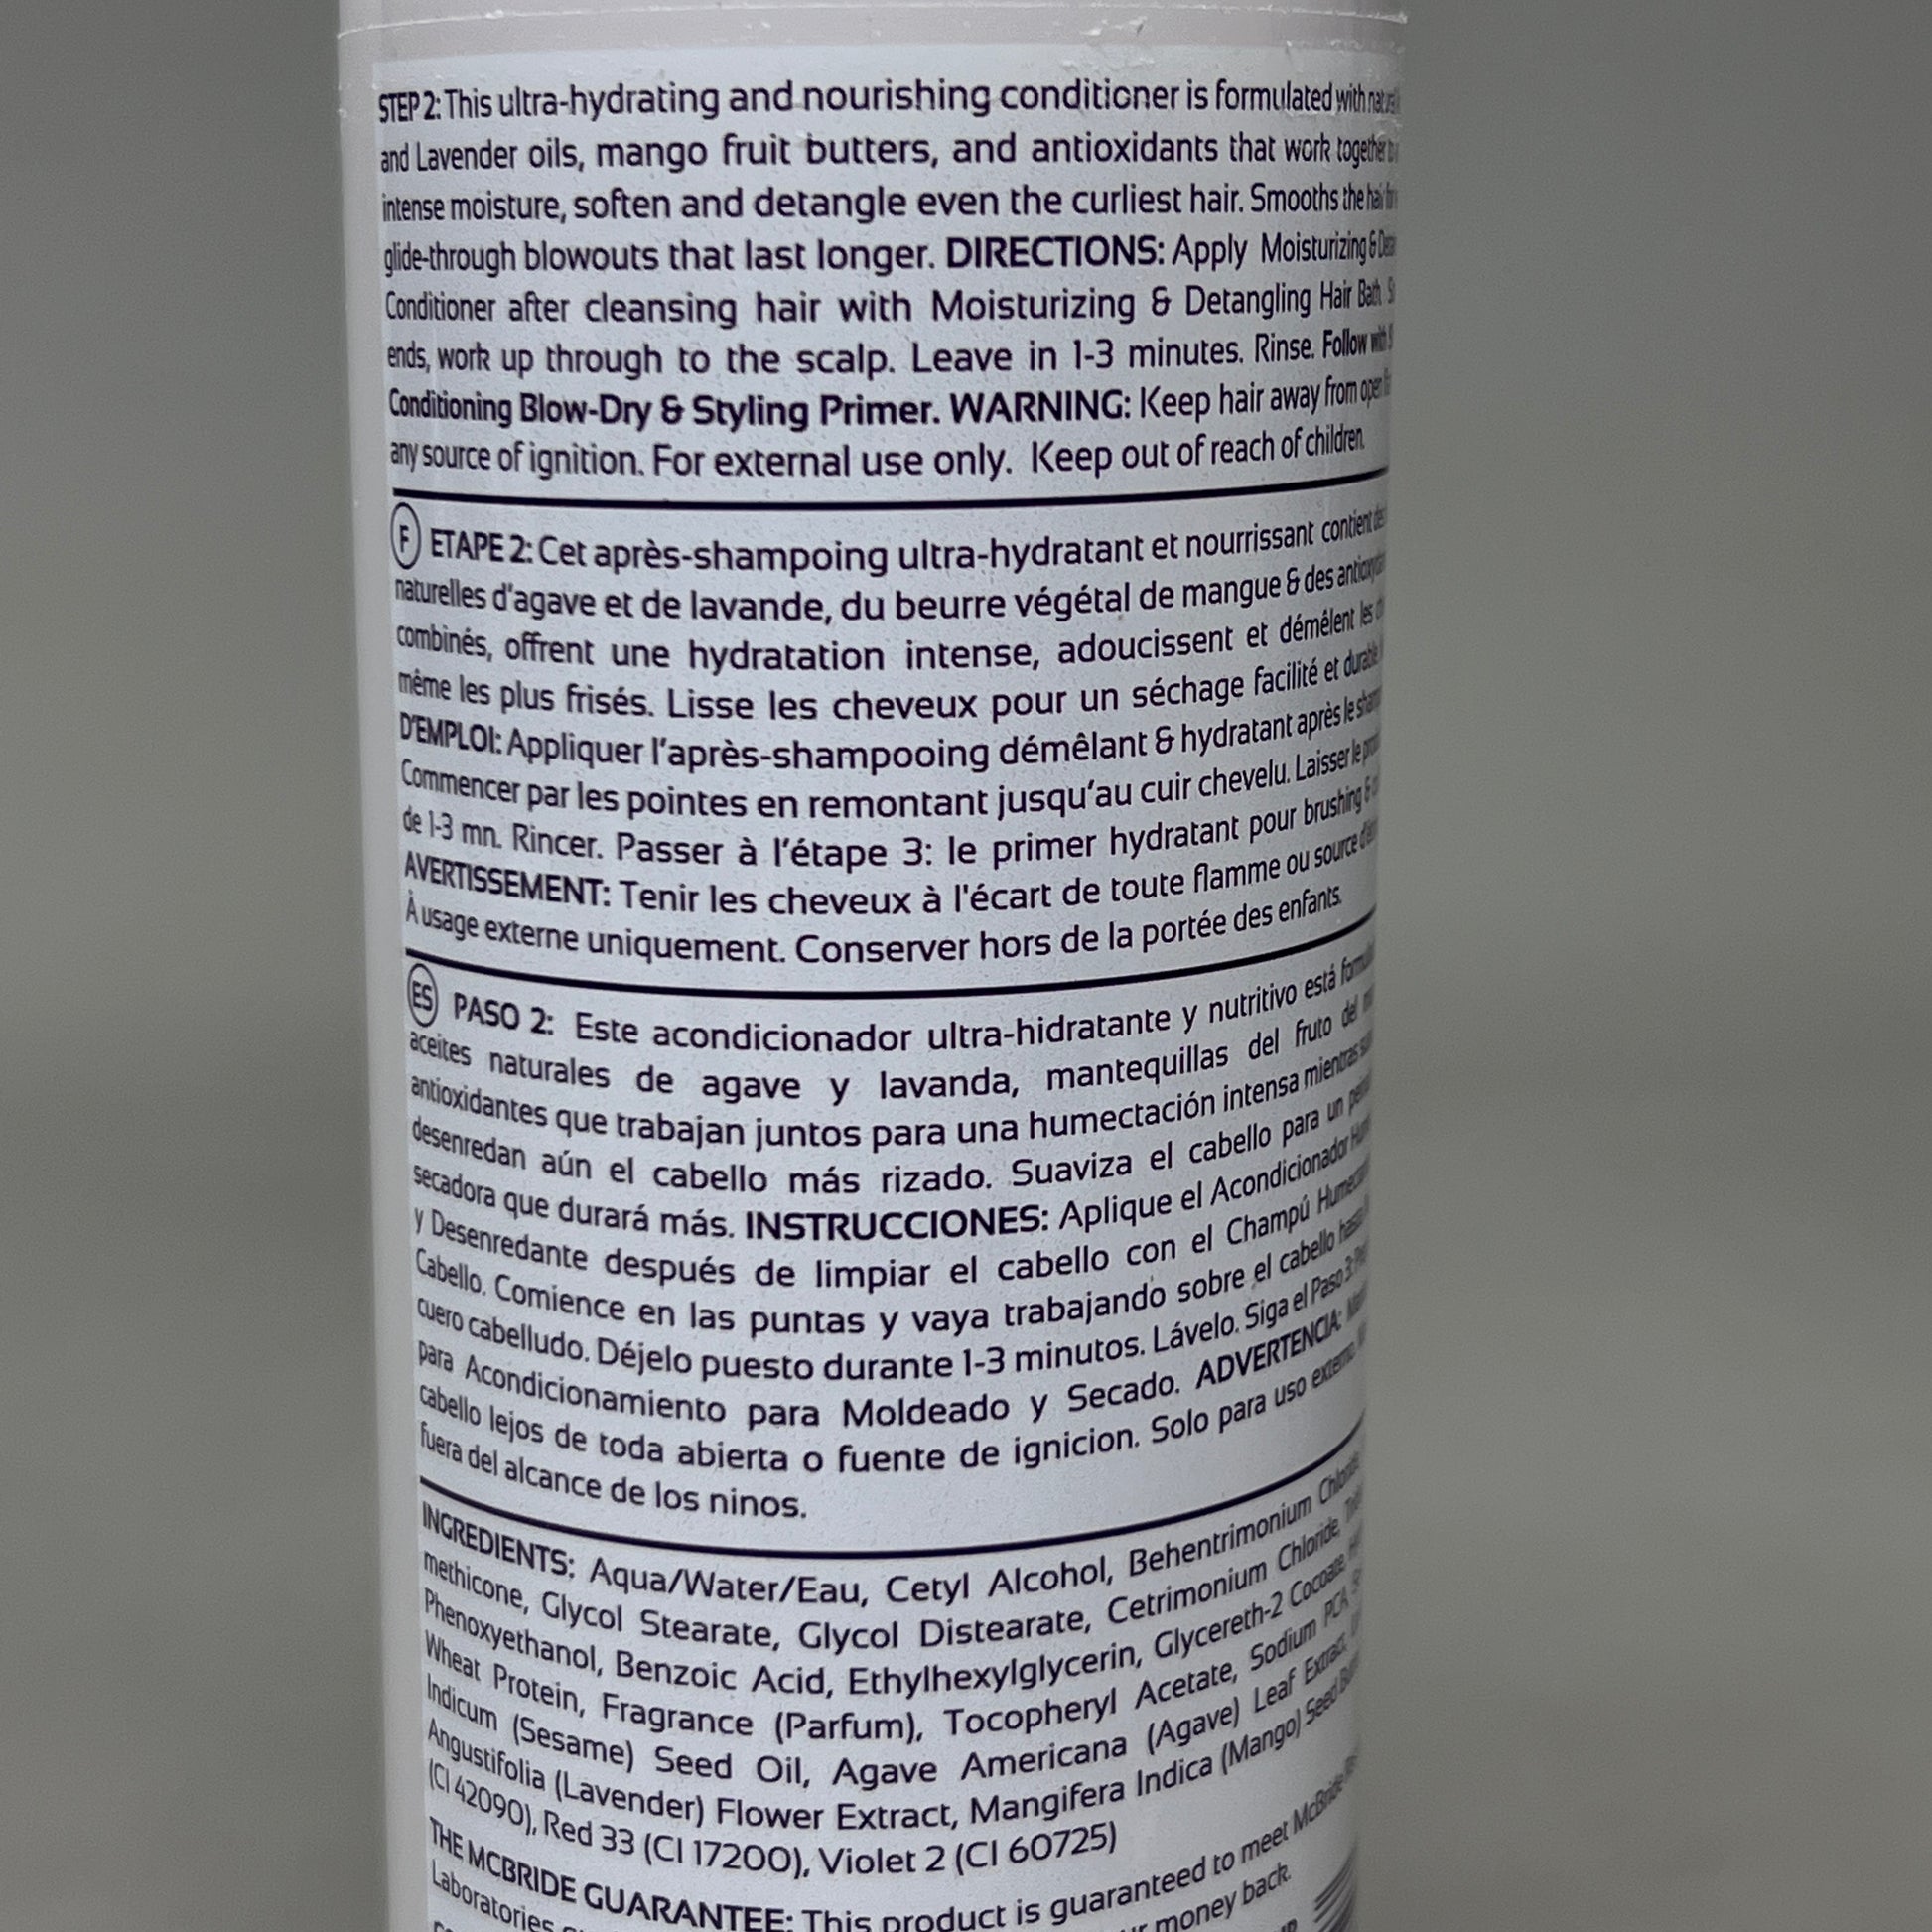 STEP 2: This ultra-hydrating and nourishing conditioner is formulated with
and Lavender oils, mango fruit butters, and antioxidants that work together
intense moisture, soften and detangle even the curliest hair. Smooths the hair
glide-through blowouts that last longer. DIRECTIONS: Apply Moisturizing &
Conditioner after cleansing hair with Moisturizing & Detangling Hair Bath.
ends, work up through to the scalp. Leave in 1-3 minutes. Rinse. Follow with
Conditioning Blow-Dry & Styling Primer. WARNING: Keep hair away from open
any source of ignition. For external use only. Keep out of reach of children.
F ETAPE 2: Cet après-shampoing ultra-hydratant et nourrissant contient
naturelles d'agave et de lavande, du beurre végétal de mangue & des
combinés, offrent une hydratation intense, adoucissent et démêlent les
même les plus frisés. Lisse les cheveux pour un séchage facilité et
D'EMPLOI: Appliquer l'après-shampooing démêlant & hydratant après le
Commencer par les pointes en remontant jusqu'au cuir chevelu. Laisser le
de 1-3 mn. Rincer. Passer à l'étape 3: le primer hydratant pour brushing &
AVERTISSEMENT: Tenir les cheveux à l'écart de toute flamme ou source
À usage externe uniquement. Conserver hors de la portée des enfants.
ES PASO 2: Este acondicionador ultra-hidratante y nutritivo está
aceites naturales de agave y lavanda, mantequillas del fruto del
antioxidantes que trabajan juntos para una humectación intensa mientras
desenredan aún el cabello más rizado. Suaviza el cabello para un
secadora que durará más. INSTRUCCIONES: Aplique el Acondicionador
y Desenredante después de limpiar el cabello con el Champú
Cabello. Comience en las puntas y vaya trabajando sobre el cabello
cuero cabelludo. Déjelo puesto durante 1-3 minutos. Lávelo. Siga el Paso 3:
para Acondicionamiento para Moldeado y Secado. ADVERTENCIA:
cabello lejos de toda abierta o fuente de ignicion. Solo para uso externo.
fuera del alcance de los ninos.
INGREDIENTS: Aqua/Water/Eau, Cetyl Alcohol, Behentrimonium Chloride
methicone, Glycol Stearate, Glycol Distearate, Cetrimonium Chloride,
Phenoxyethanol, Benzoic Acid, Ethylhexylglycerin, Glycereth-2 Cocoate,
Wheat Protein, Fragrance (Parfum), Tocopheryl Acetate, Sodium PCA,
Indicum (Sesame) Seed Oil, Agave Americana (Agave) Leaf Extract,
Angustifolia (Lavender) Flower Extract, Mangifera Indica (Mango) Seed
(CI 42090), Red 33 (CI 17200), Violet 2 (CI 60725)
THE MCBRIDE GUARANTEE: This product is guaranteed to meet McBride
Laboratories money back.